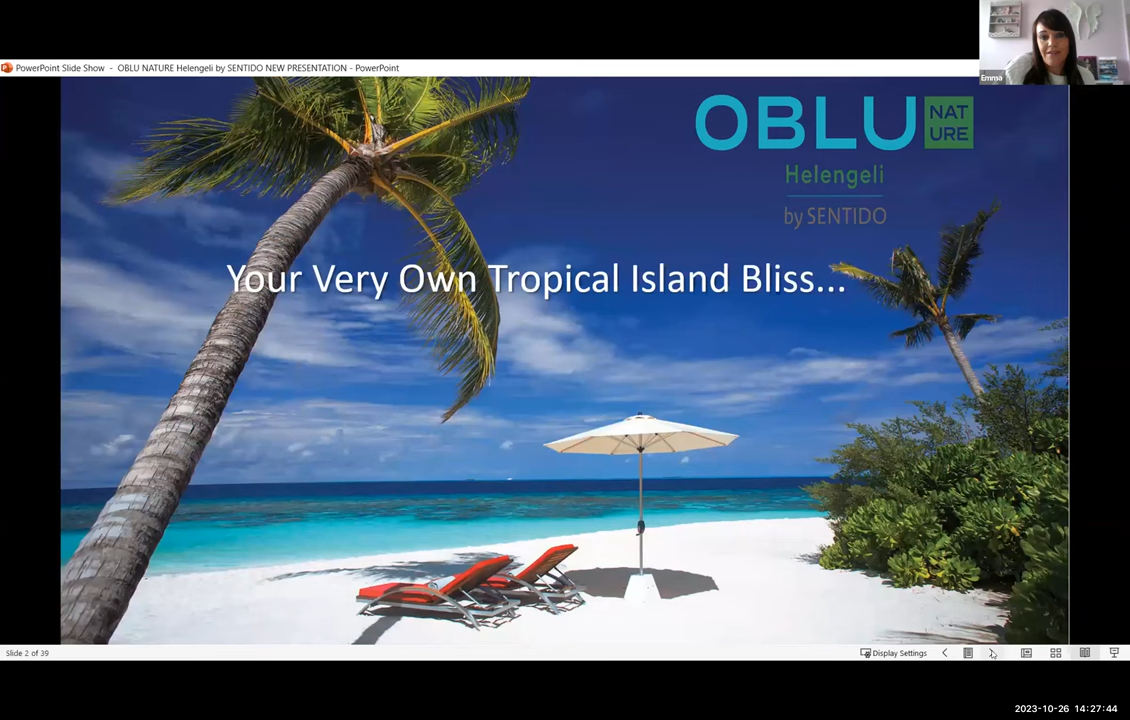 Emma
PowerPoint Slide Show - OBLU NATURE Helengeli by SENTIDO NEW PRESENTATION - PowerPoint
OBLU NAT
URE
Helengeli
by SENTIDO
Your Very Own Tropical Island Bliss...
Slide 2 of 39
Display Settings
2023-10-26 14:27:44